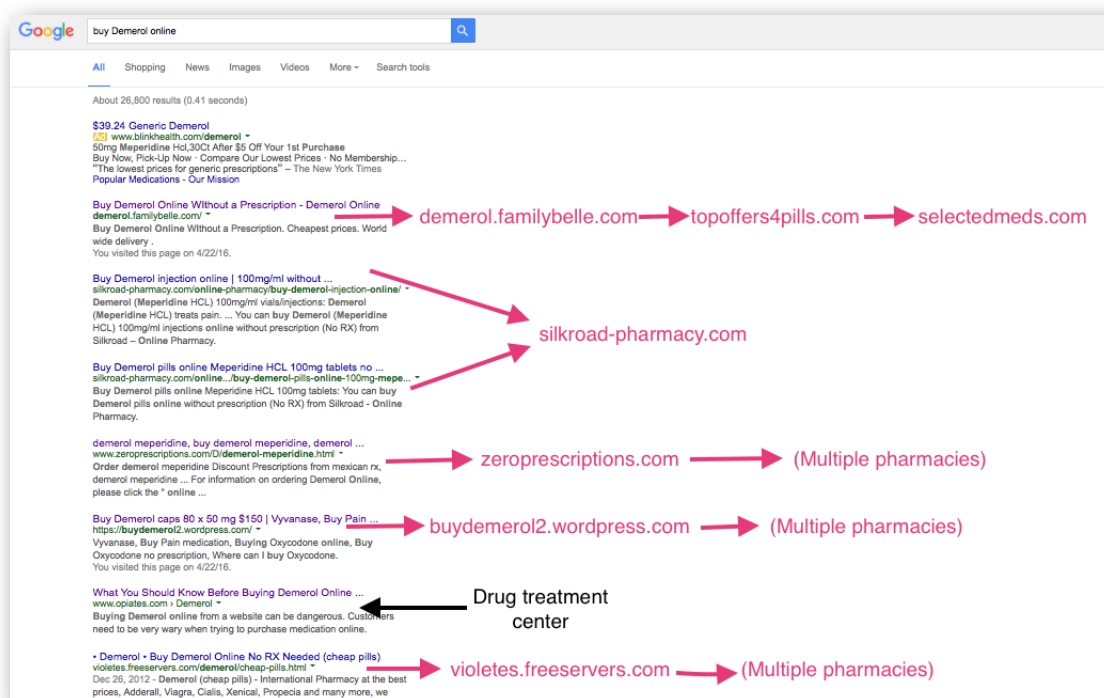 Google
buy Demerol online
All Shopping News Images Videos More Search tools
About 26,800 results (0.41 seconds)
$39.24 Generic Demerol
Ad www.blinkhealth.com/demerol
50mg Meperidine Hcl,30Ct After $5 Off Your 1st Purchase
Buy Now, Pick-Up Now · Compare Our Lowest Prices · No Membership…
"The lowest prices for generic prescriptions" – The New York Times
Popular Medications - Our Mission
Buy Demerol Online WIthout a Prescription - Demerol Online
demerol.familybelle.com/
Buy Demerol Online WIthout a Prescription. Cheapest prices. World
wide delivery .
You visited this page on 4/22/16.
demerol.familybelle.com topoffers4pills.com selectedmeds.com
Buy Demerol injection online | 100mg/ml without ...
silkroad-pharmacy.com/online-pharmacy/buy-demerol-injection-online/
Demerol (Meperidine HCL) 100mg/ml vials/injections: Demerol
(Meperidine HCL) treats pain. ... You can buy Demerol (Meperidine
HCL) 100mg/ml injections online without prescription (No RX) from
Silkroad – Online Pharmacy.
silkroad-pharmacy.com
Buy Demerol pills online Meperidine HCL 100mg tablets no ...
silkroad-pharmacy.com/online.../buy-demerol-pills-online-100mg-mepe...
Buy Demerol pills online Meperidine HCL 100mg tablets: You can buy
Demerol pills online without prescription (No RX) from Silkroad - Online
Pharmacy.
demerol meperidine, buy demerol meperidine, demerol ...
www.zeroprescriptions.com/D/demerol-meperidine.html
Order demerol meperidine Discount Prescriptions from mexican rx,
demerol meperidine ... For information on ordering Demerol Online,
please click the " online ...
zeroprescriptions.com (Multiple pharmacies)
Buy Demerol caps 80 x 50 mg $150 | Vyvanase, Buy Pain ...
https://buydemerol2.wordpress.com/
Vyvanase, Buy Pain medication, Buying Oxycodone online, Buy
Oxycodone no prescription, Where can I buy Oxycodone.
You visited this page on 4/22/16.
buydemerol2.wordpress.com (Multiple pharmacies)
What You Should Know Before Buying Demerol Online ...
www.opiates.com › Demerol
Buying Demerol online from a website can be dangerous. Customers
need to be very wary when trying to purchase medication online.
Drug treatment
center
• Demerol • Buy Demerol Online No RX Needed (cheap pills)
violetes.freeservers.com/demerol/cheap-pills.html
Dec 26, 2012 - Demerol (cheap pills) - International Pharmacy at the best
prices, Adderall, Viagra, Cialis, Xenical, Propecia and many more, we
violetes.freeservers.com (Multiple pharmacies)